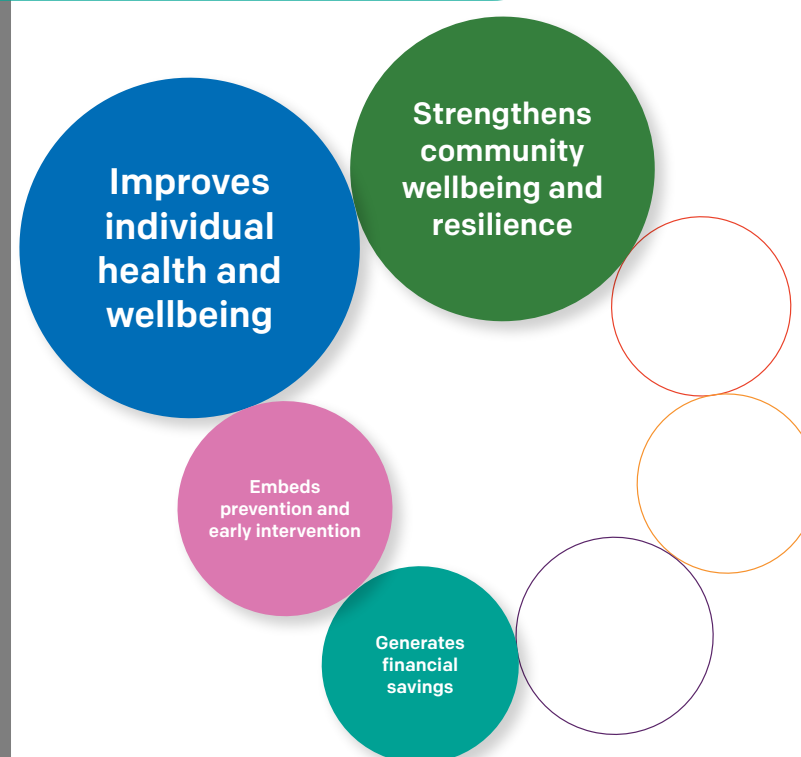 Improves
individual
health and
wellbeing
Strengthens
community
wellbeing and
resilience
Embeds
prevention and
early intervention
Generates
financial
savings